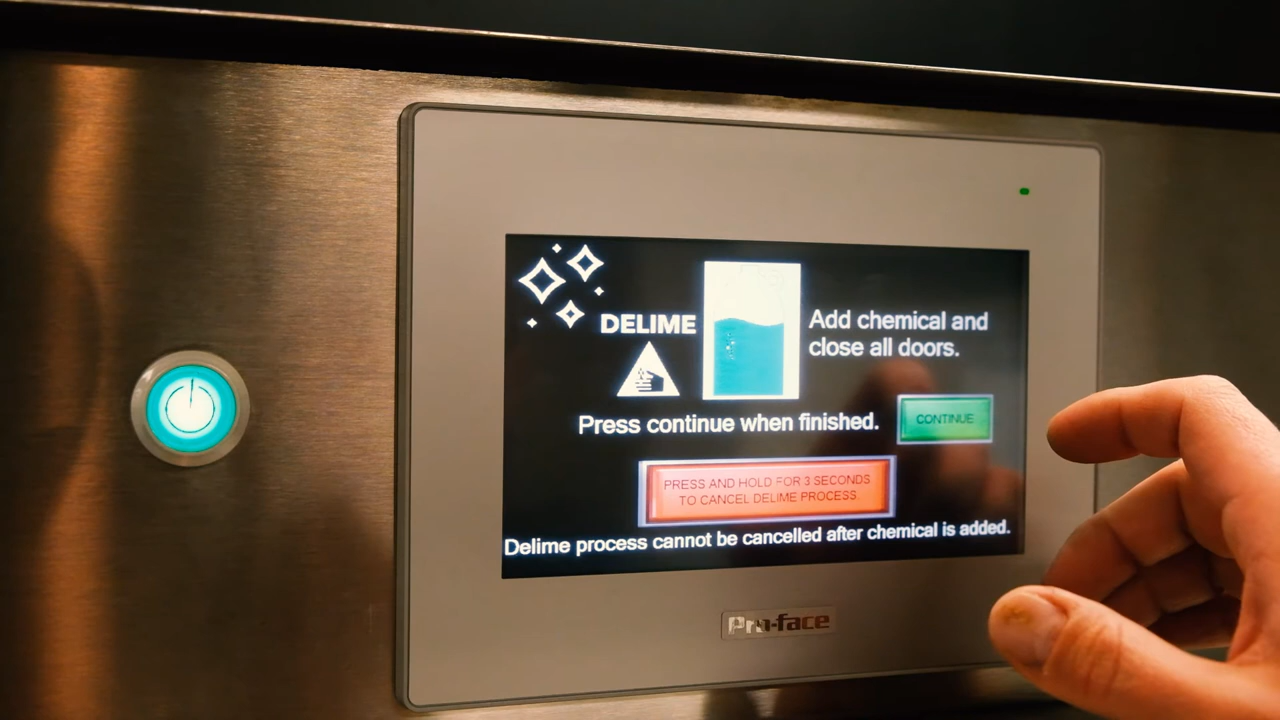 DELIME
Add chemical and
close all doors.
Press continue when finished.
CONTINUE
PRESS AND HOLD FOR 3 SECONDS
TO CANCEL DELIME PROCESS.
Delime process cannot be cancelled after chemical is added.
Pro-face